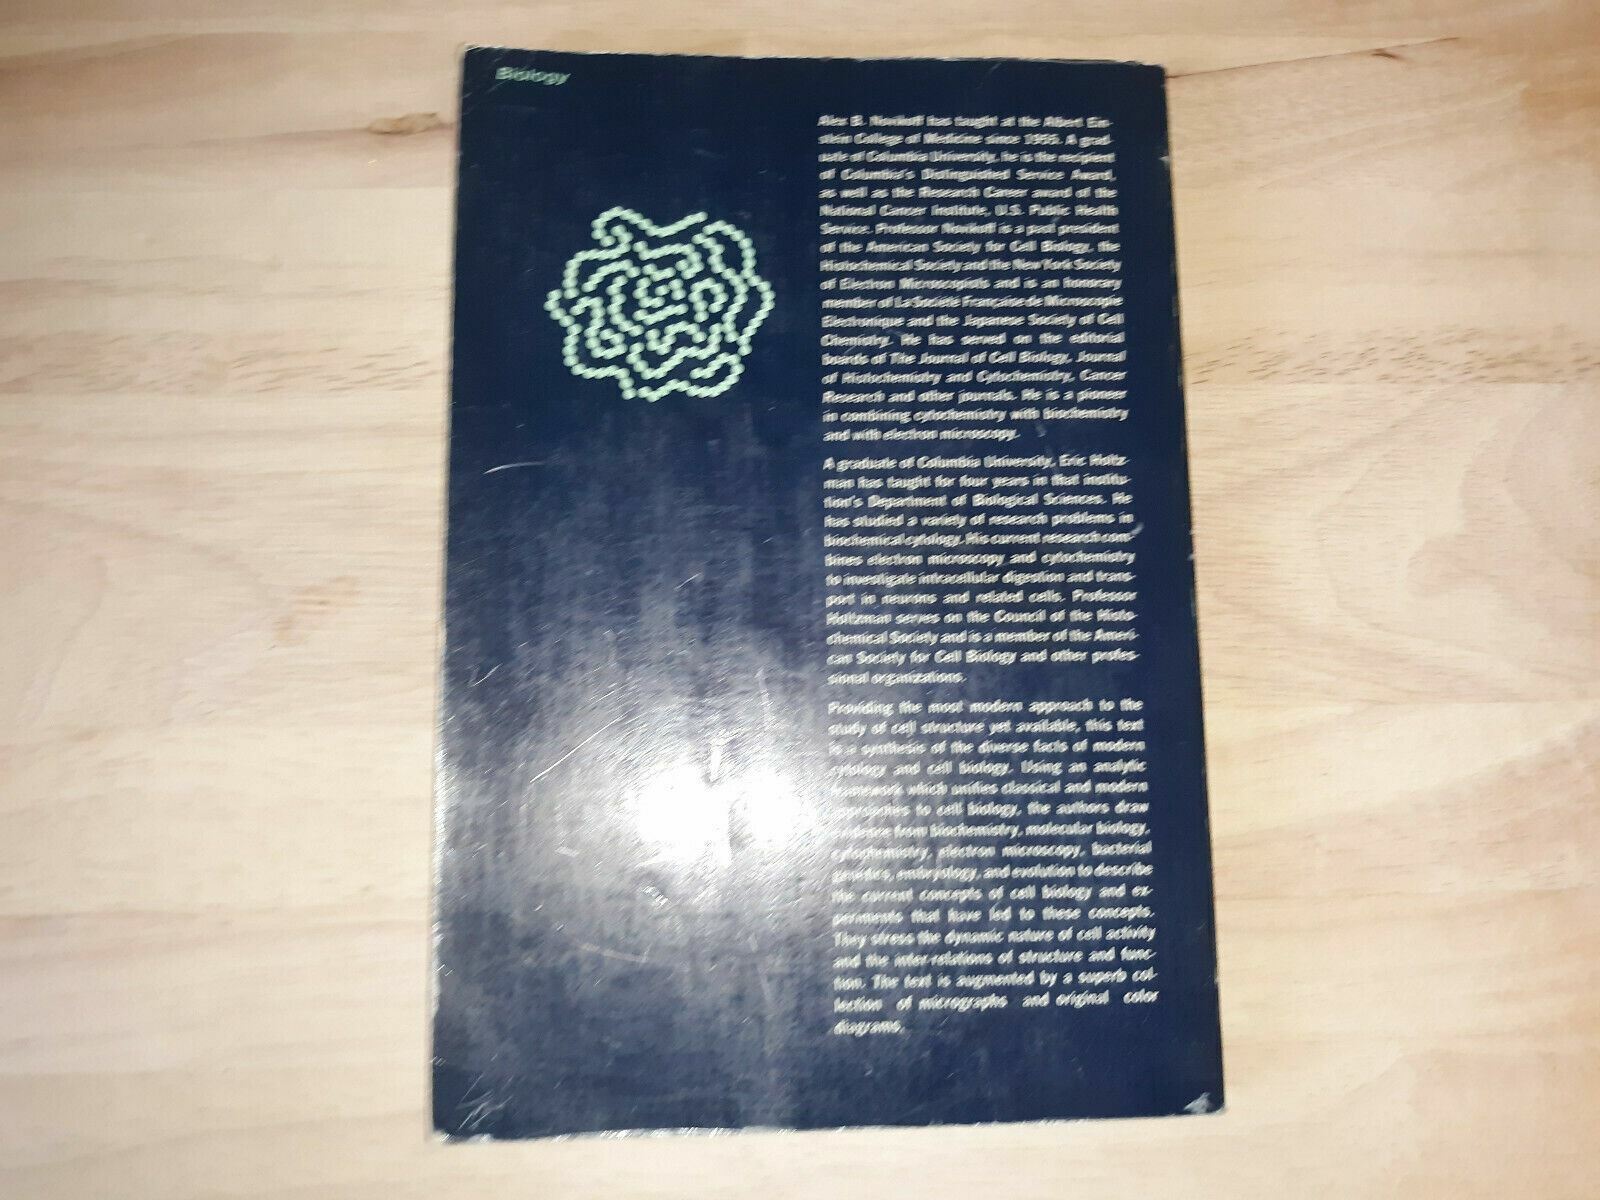 Biology
Alex B. Novikoff has taught at the Albert Ein-
stein College of Medicine since 1955. A grad-
uate of Columbia University, he is the recipient
of Columbia's Distinguished Service Award,
as well as the Research Career award of the
National Cancer Institute, U.S. Public Health
Service. Professor Novikoff is a past president
of the American Society for Cell Biology, the
Histochemical Society and the New York Society
of Electron Microscopists and is an honorary
member of La Société Francaise de Microscopie
Electronique and the Japanese Society of Cell
Chemistry. He has served on the editorial
boards of The Journal of Cell Biology, Journal
of Histochemistry and Cytochemistry, Cancer
Research and other journals. He is a pioneer
in combining cytochemistry with biochemistry
and with electron microscopy.
A graduate of Columbia University, Eric Holtz-
man has taught for four years in that institu-
tion's Department of Biological Sciences. He
has studied a variety of research problems in
biochemical cytology. His current research com-
bines electron microscopy and cytochemistry
to investigate intracellular digestion and trans-
port in neurons and related cells. Professor
Holtzman serves on the Council of the Histo-
chemical Society and is a member of the Ameri-
can Society for Cell Biology and other profes-
sional organizations.
Providing the most modern approach to the
study of cell structure yet available, this text
is a synthesis of the diverse facts of modern
cytology and cell biology. Using an analytic
framework which unifies classical and modern
approaches to cell biology, the authors draw
evidence from biochemistry, molecular biology,
cytochemistry, electron microscopy, bacterial
genetics, embryology, and evolution to describe
the current concepts of cell biology and ex-
periments that have led to these concepts.
They stress the dynamic nature of cell activity
and the inter-relations of structure and func-
tion. The text is augmented by a superb col-
lection of micrographs and original color
diagrams.